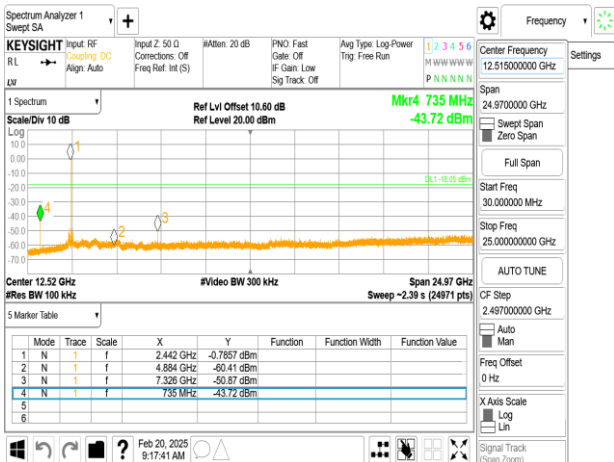 Spectrum Analyzer 1
Swept SA
Frequency
KEYSIGHT Input: RF Input Z: 50 Ω #Atten: 20 dB PNO: Fast Avg Type: Log-Power 1 2 3 4 5 6
RL Coupling: DC Corrections: Off Gate: Off Trig: Free Run M W W W W W
Align: Auto Freq Ref: Int (S) IF Gain: Low
Sig Track: Off P N N N N N
Center Frequency
12.515000000 GHz
Settings
Span
24.9700000 GHz
Swept Span
Zero Span
Full Span
Start Freq
30.000000 MHz
Stop Freq
25.000000000 GHz
AUTO TUNE
CF Step
2.497000000 GHz
Auto
Man
Freq Offset
0 Hz
X Axis Scale
Log
Lin
Signal Track
(Span Zoom)
1 Spectrum
Ref Lvl Offset 10.60 dB Mkr4 735 MHz
Scale/Div 10 dB Ref Level 20.00 dBm -43.72 dBm
Log
10.0
0.00
-10.0
-20.0
-30.0
-40.0
-50.0
-60.0
-70.0
1
2
3
4
DL1 -18.05 dBm
Center 12.52 GHz #Video BW 300 kHz Span 24.97 GHz
#Res BW 100 kHz Sweep ~2.39 s (24971 pts)
5 Marker Table
Mode Trace Scale X Y Function Function Width Function Value
1 N 1 f 2.442 GHz -0.7857 dBm
2 N 1 f 4.884 GHz -60.41 dBm
3 N 1 f 7.326 GHz -50.87 dBm
4 N 1 f 735 MHz -43.72 dBm
5
6
Feb 20, 2025
9:17:41 AM